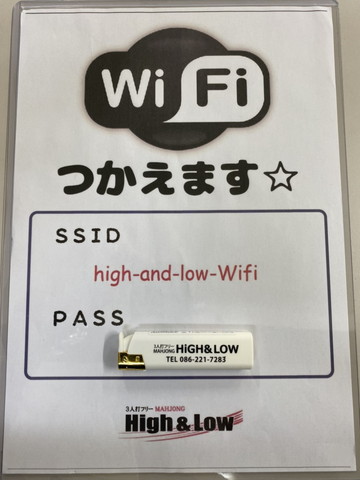 Wi Fi
つかえます☆
SSID
high-and-low-Wifi
PASS
3人打フリー
MAHJONG HiGH&LOW
TEL 086-221-7283
3人打フリー MAHJONG
High & Low